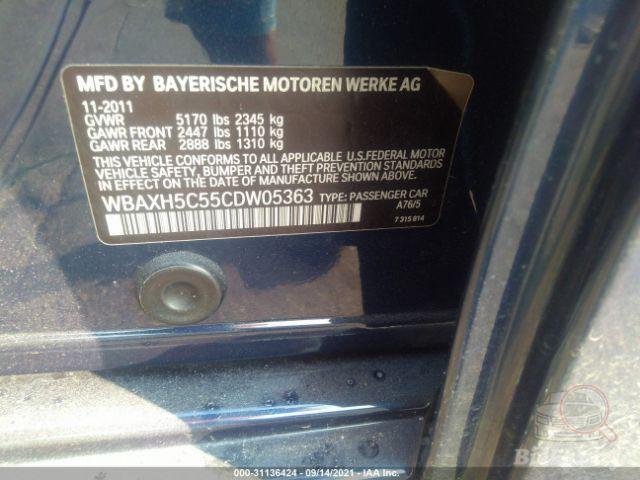 MFD BY BAYERISCHE MOTOREN WERKE AG
11-2011
GVWR 5170 lbs 2345 kg
GAWR FRONT 2447 lbs 1110 kg
GAWR REAR 2888 lbs 1310 kg
THIS VEHICLE CONFORMS TO ALL APPLICABLE U.S.FEDERAL MOTOR
VEHICLE SAFETY, BUMPER AND THEFT PREVENTION STANDARDS
IN EFFECT ON THE DATE OF MANUFACTURE
SHOWN ABOVE.
WBAXH5C55CDW05363 TYPE: PASSENGER CAR
A76/5
7 315 814
000-31136424 - 09/14/2021 - IAA Inc.